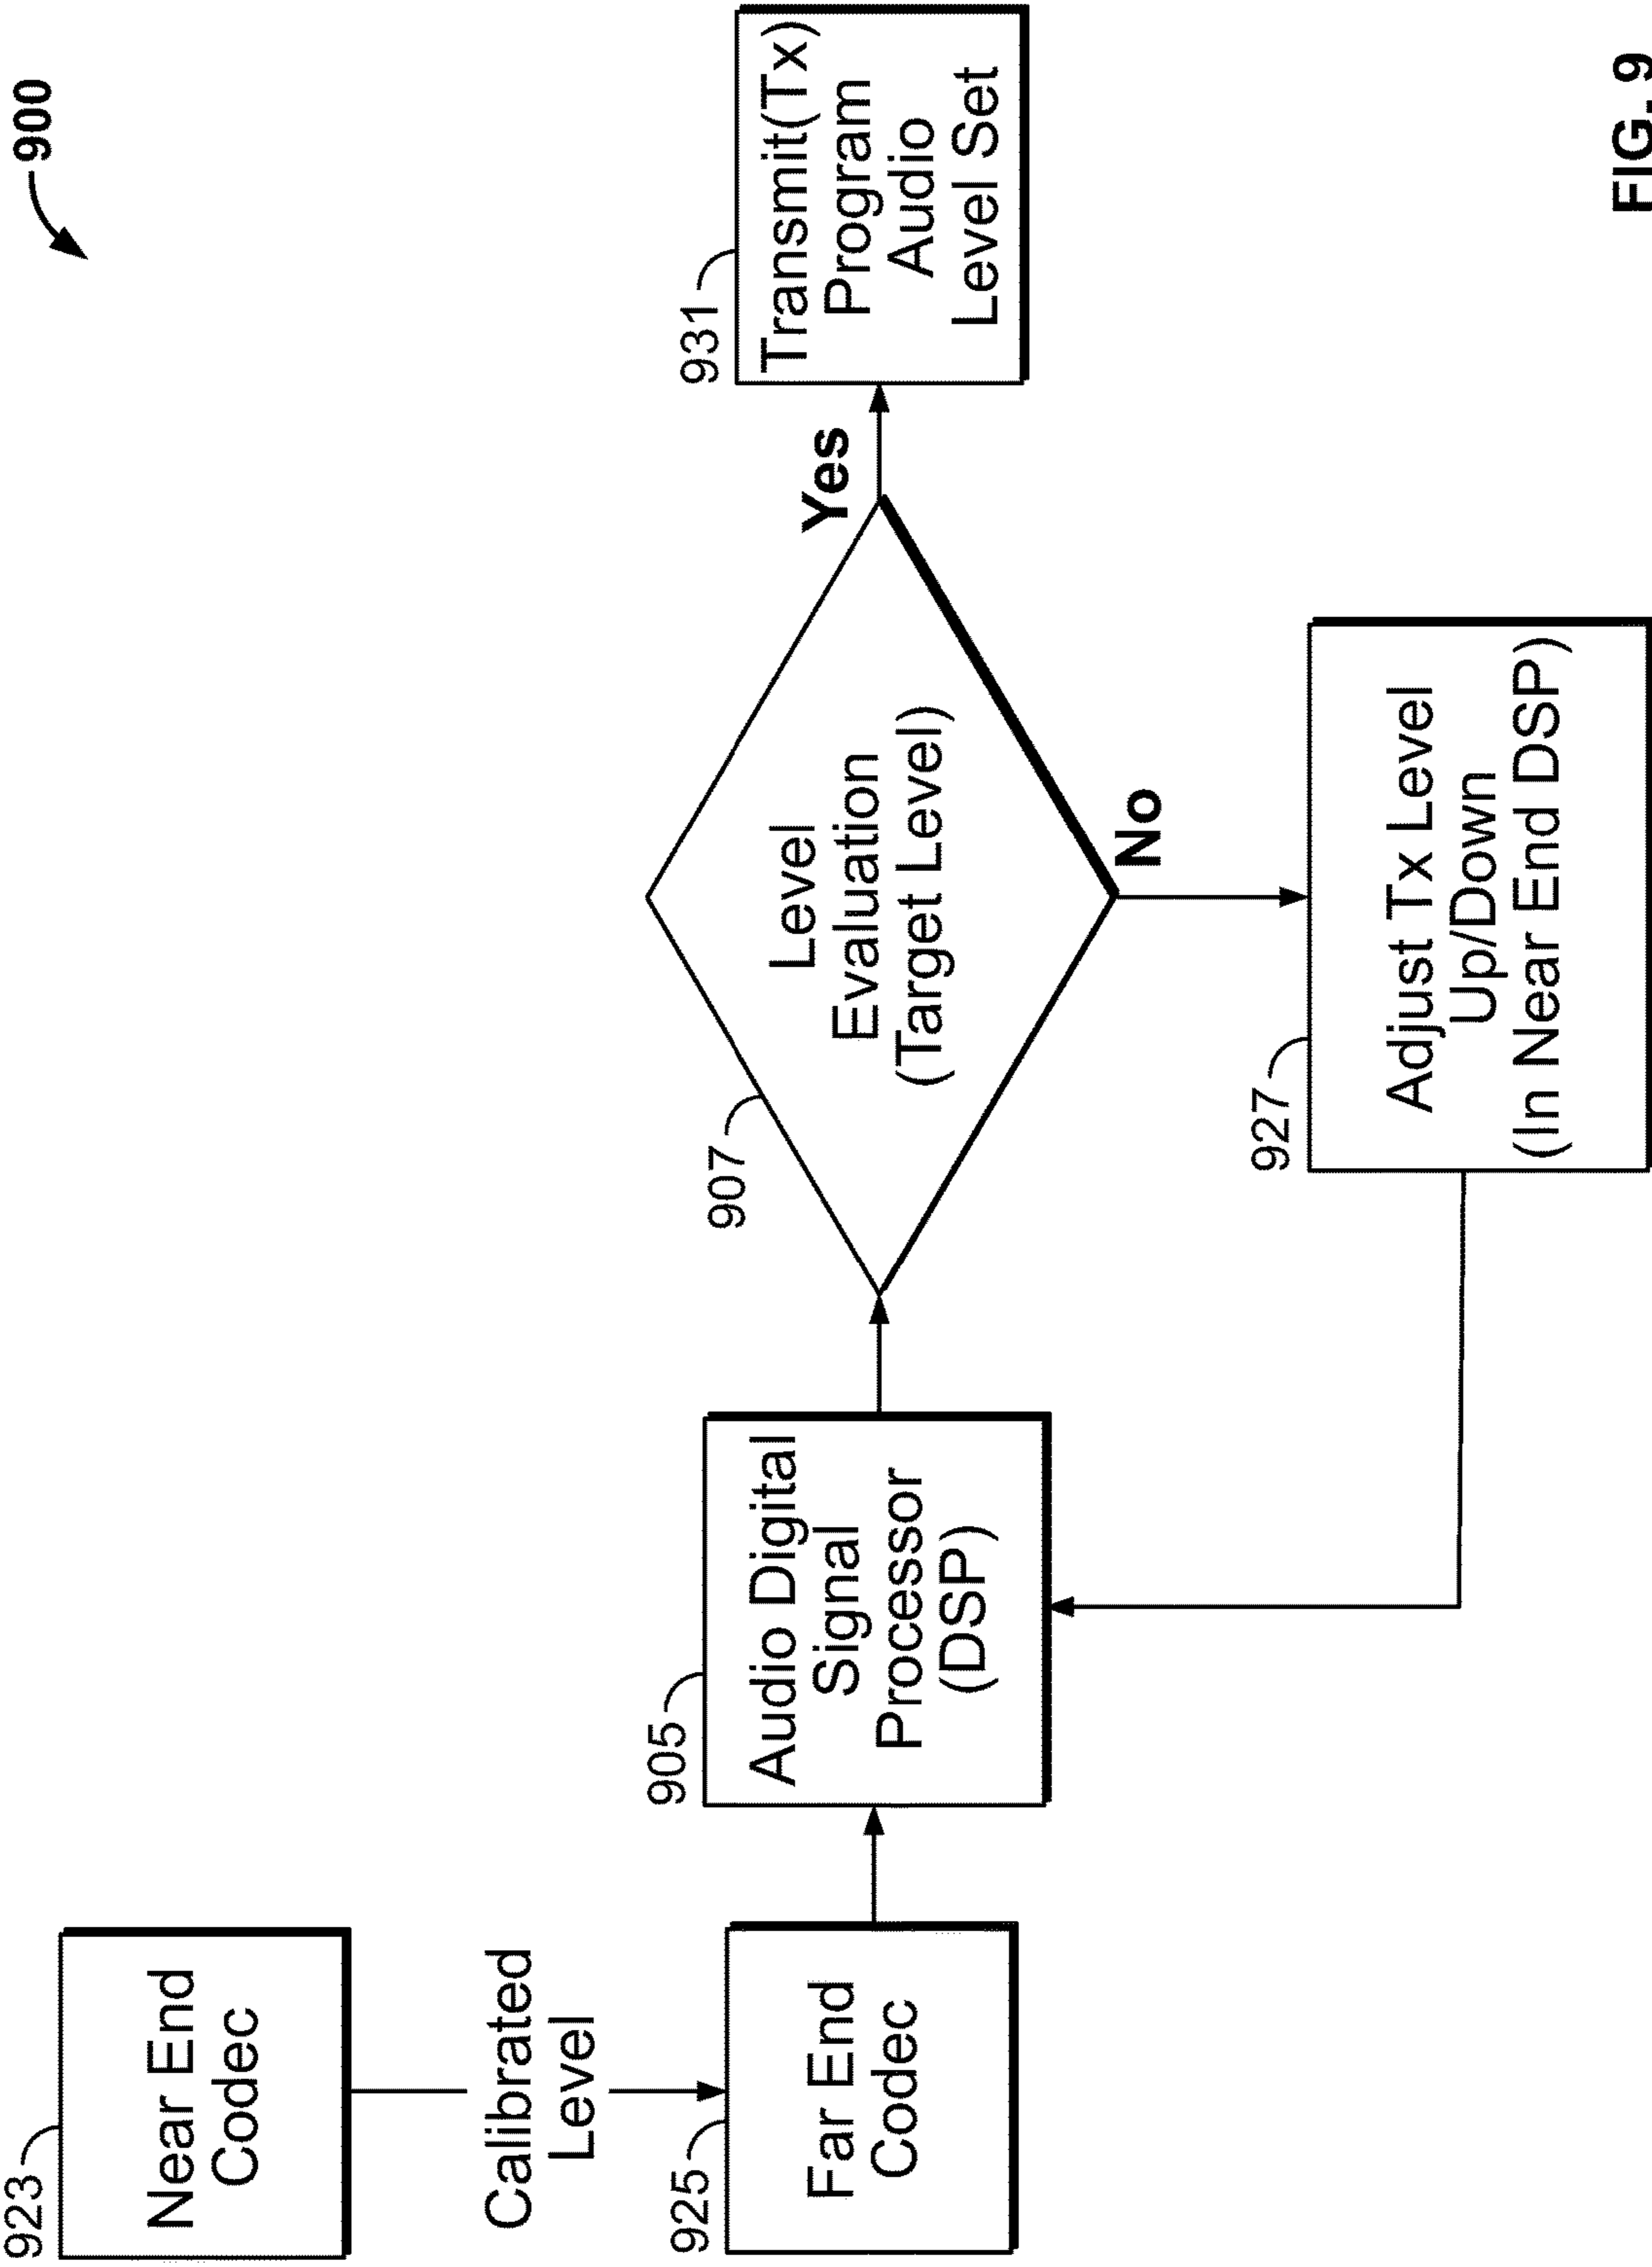 900
923
Near End
Codec
Calibrated
Level
925
Far End
Codec
905
Audio Digital
Signal
Processor
(DSP)
907
Level
Evaluation
(Target Level)
Yes
931
Transmit(Tx)
Program
Audio
Level Set
No
927
Adjust Tx Level
Up/Down
(In Near End DSP)
FIG. 9